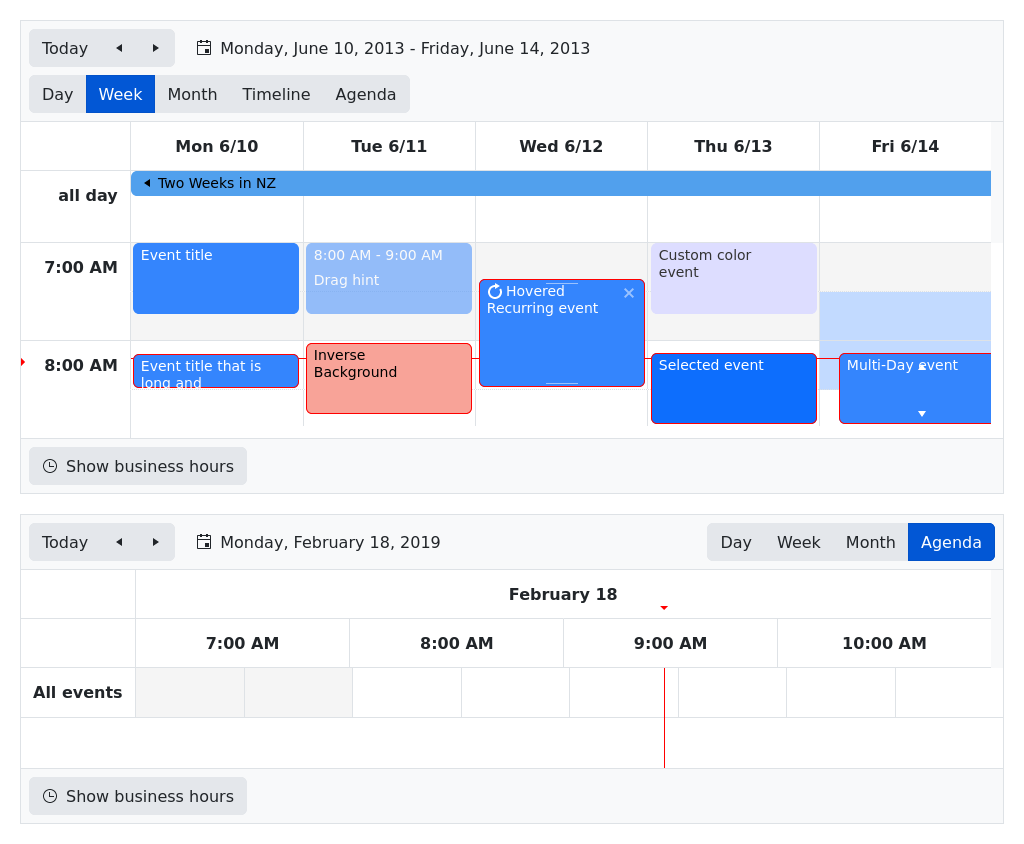 Today
Monday, June 10, 2013 - Friday, June 14, 2013
Day Week Month Timeline Agenda
Mon 6/10 Tue 6/11 Wed 6/12 Thu 6/13 Fri 6/14
all day
Two Weeks in NZ
7:00 AM
Event title
8:00 AM - 9:00 AM
Drag hint
Hovered
Recurring event
Custom color
event
8:00 AM
Event title that is
long and
Inverse
Background
Selected event
Multi-Day event
Show business hours
Today
Monday, February 18, 2019
Day Week Month Agenda
February 18
7:00 AM 8:00 AM 9:00 AM 10:00 AM
All events
Show business hours